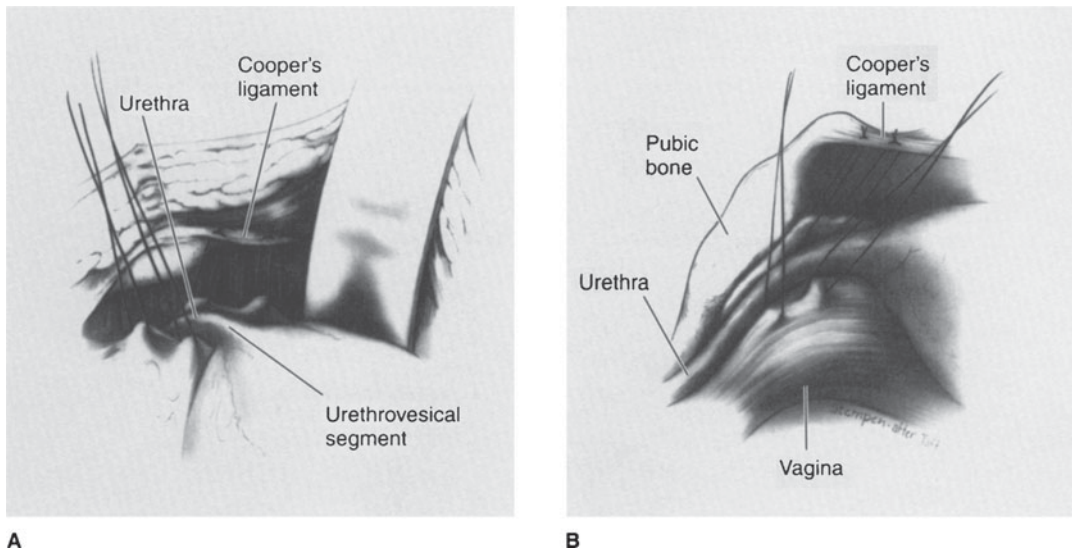 Cooper's
ligament
Urethra
Urethrovesical
segment
A
Cooper's
ligament
Pubic
bone
Urethra
Vagina
B